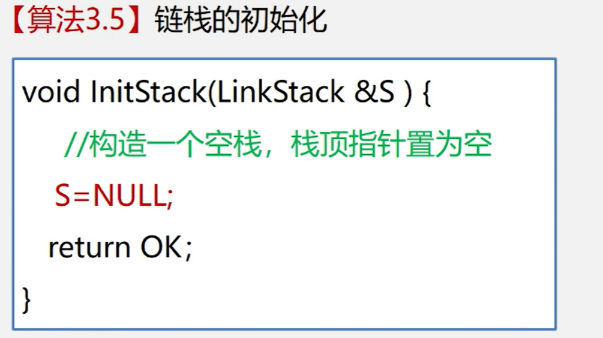 【算法3.5】链栈的初始化
void InitStack(LinkStack &S ) {
//构造一个空栈，栈顶指针置为空
S=NULL;
return OK;
}